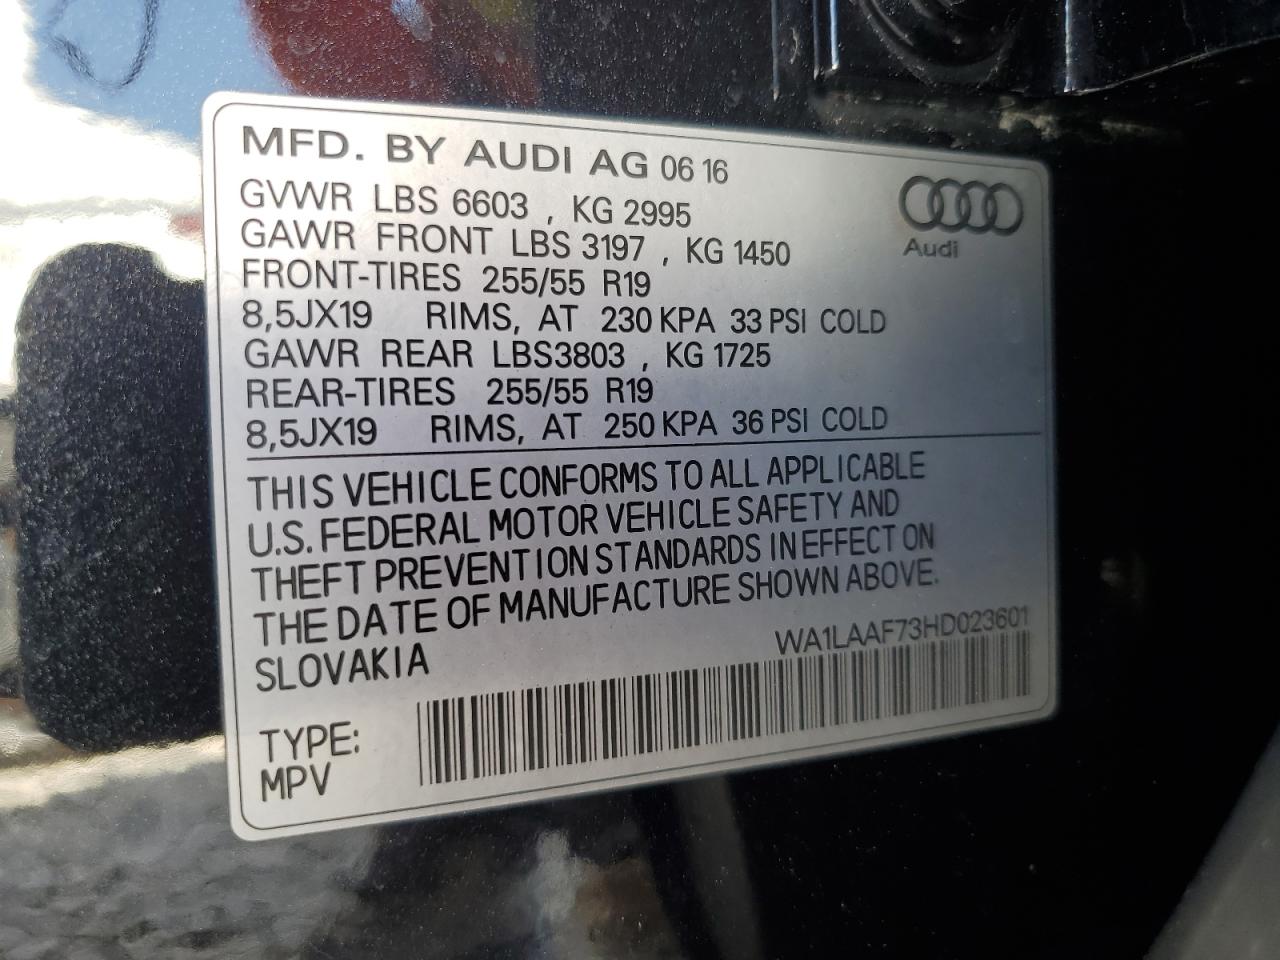 MFD. BY AUDI AG 06 16
GVWR LBS 6603 , KG 2995
GAWR FRONT LBS 3197 , KG 1450
FRONT-TIRES 255/55 R19
8,5JX19 RIMS, AT 230 KPA 33 PSI COLD
GAWR REAR LBS3803 , KG 1725
REAR-TIRES 255/55 R19
8,5JX19 RIMS, AT 250 KPA 36 PSI COLD
Audi
THIS VEHICLE CONFORMS TO ALL APPLICABLE
U.S. FEDERAL MOTOR VEHICLE SAFETY AND
THEFT PREVENTION STANDARDS IN EFFECT ON
THE DATE OF MANUFACTURE SHOWN ABOVE.
SLOVAKIA
WA1LAAF73HD023601
TYPE:
MPV